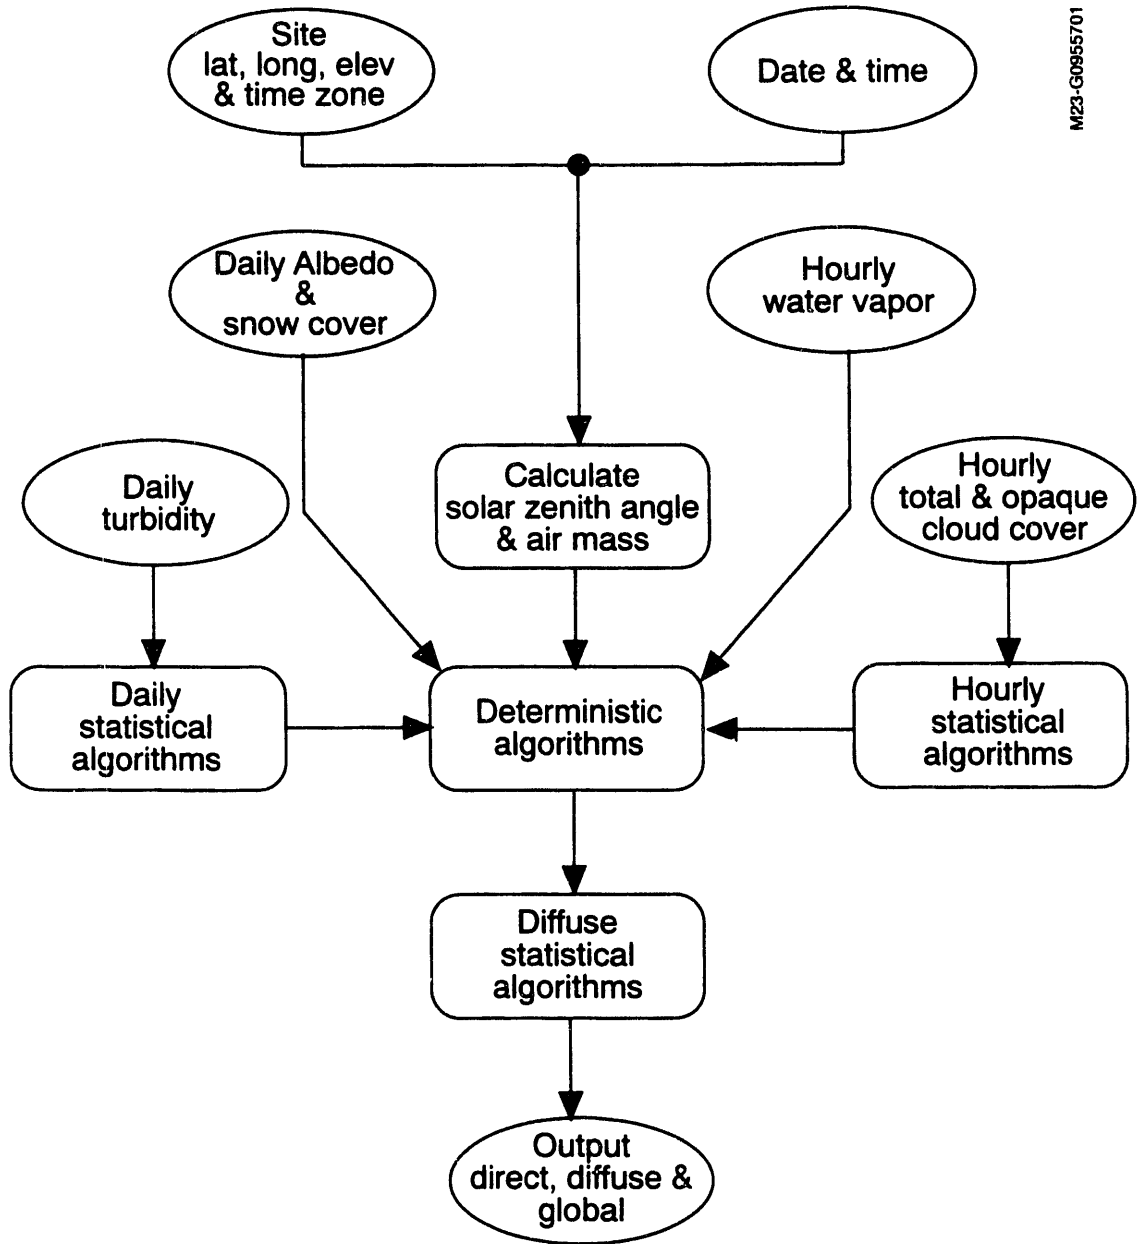 Site
lat, long, elev
& time zone
Date & time
M23-G0955701
Daily Albedo
&
snow cover
Hourly
water vapor
Daily
turbidity
Calculate
solar zenith angle
& air mass
Hourly
total & opaque
cloud cover
Daily
statistical
algorithms
Deterministic
algorithms
Hourly
statistical
algorithms
Diffuse
statistical
algorithms
Output
direct, diffuse &
global